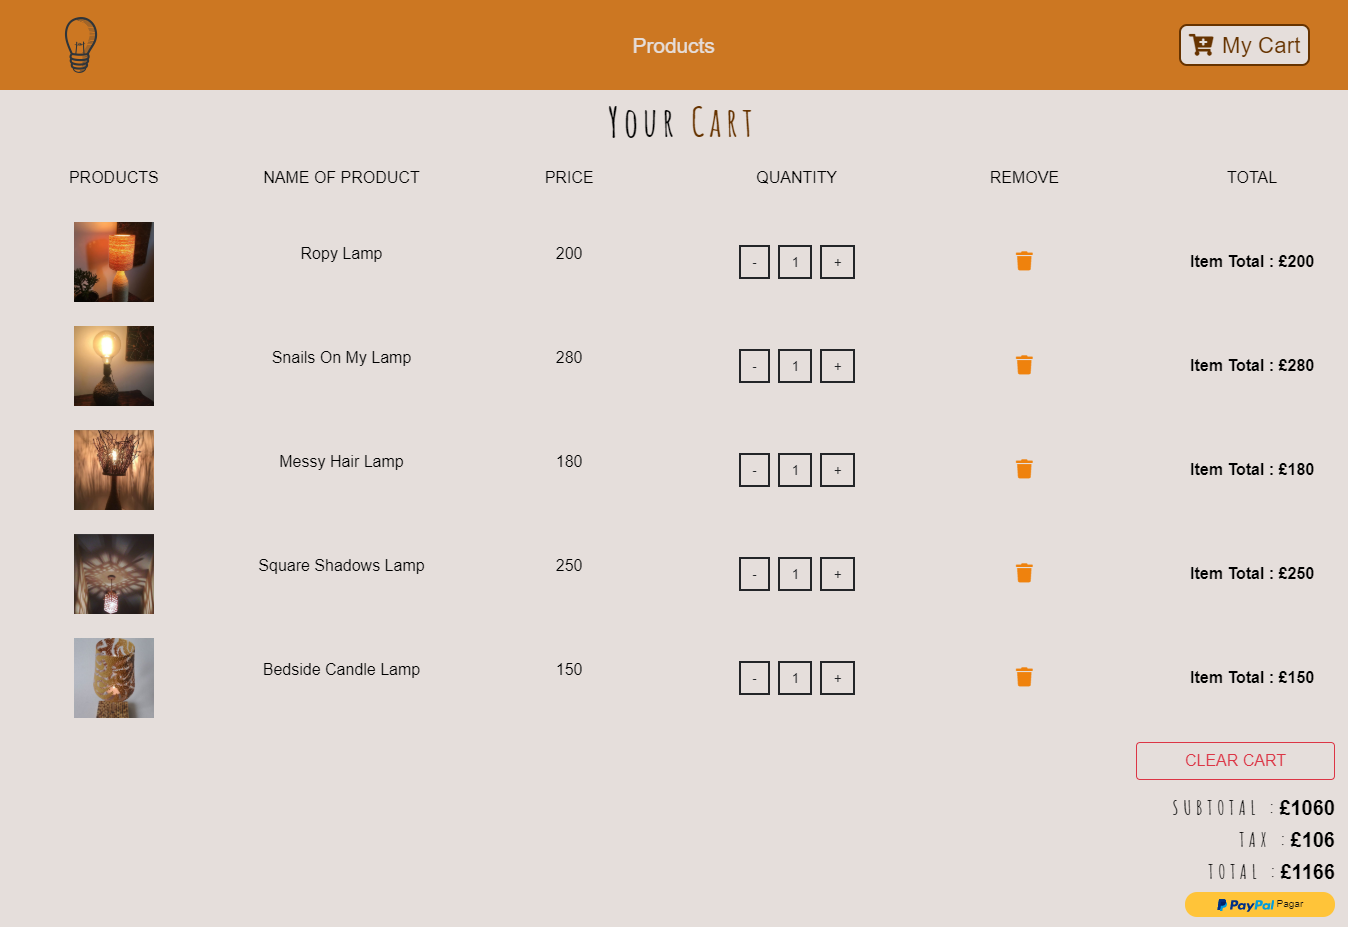 Products
My Cart
Your Cart
PRODUCTS NAME OF PRODUCT PRICE QUANTITY REMOVE TOTAL
Ropy Lamp 200 - 1 + Item Total : £200
Snails On My Lamp 280 - 1 + Item Total : £280
Messy Hair Lamp 180 - 1 + Item Total : £180
Square Shadows Lamp 250 - 1 + Item Total : £250
Bedside Candle Lamp 150 - 1 + Item Total : £150
CLEAR CART
SUBTOTAL : £1060
TAX : £106
TOTAL : £1166
PayPal Pagar